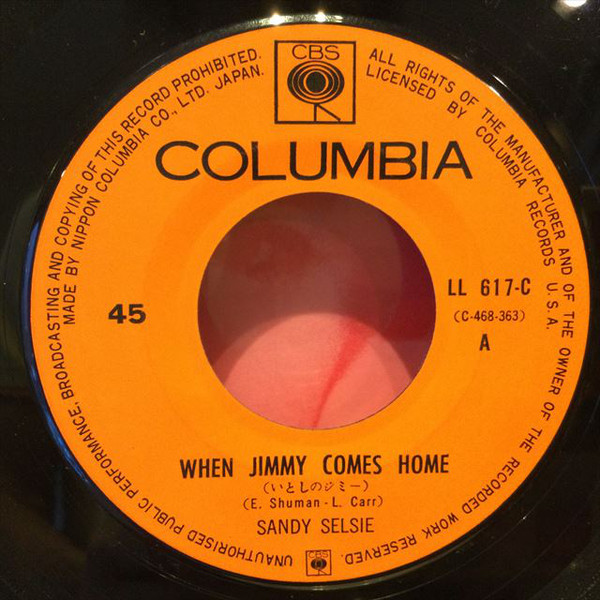 UNAUTHORISED PUBLIC PERFORMANCE, BROADCASTING AND COPYING OF THIS RECORD PROHIBITED.
MADE BY NIPPON COLUMBIA CO., LTD. JAPAN.
ALL RIGHTS OF THE MANUFACTURER AND OF THE OWNER OF THE RECORDED WORK RESERVED.
LICENSED BY COLUMBIA RECORDS U.S.A.
CBS
COLUMBIA
45
LL 617-C
(C-468-363)
A
WHEN JIMMY COMES HOME
(いとしのジミー)
(E. Shuman - L. Carr)
SANDY SELSIE
CBS